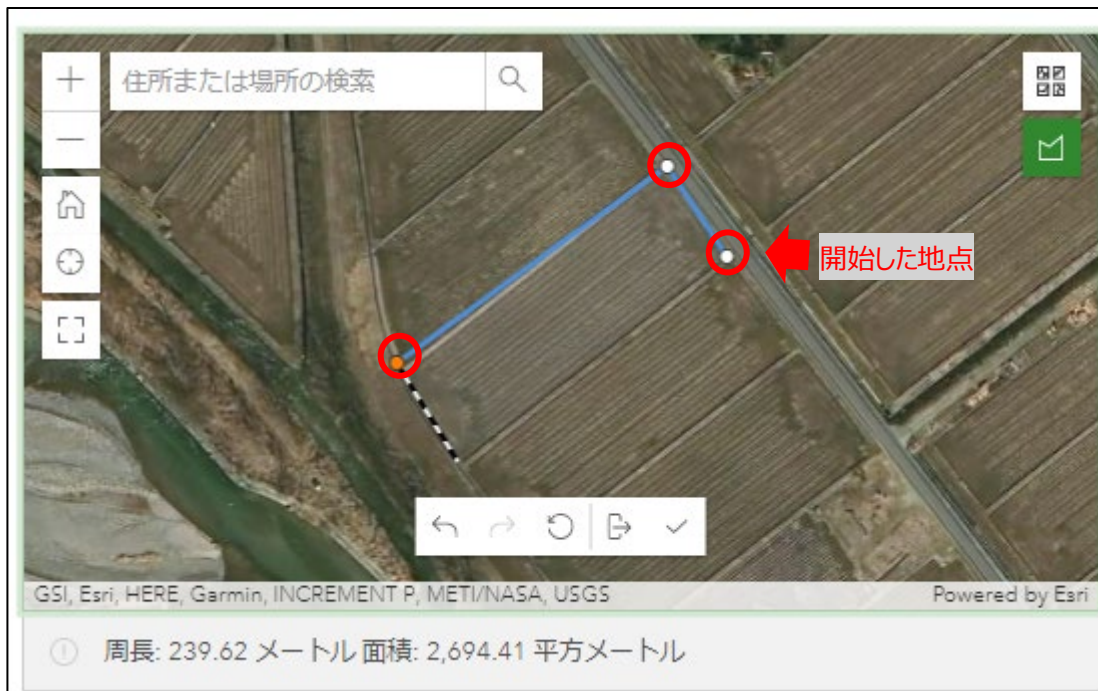 住所または場所の検索
開始した地点
GSI, Esri, HERE, Garmin, INCREMENT P, METI/NASA, USGS
Powered by Esri
周長: 239.62 メートル 面積: 2,694.41 平方メートル